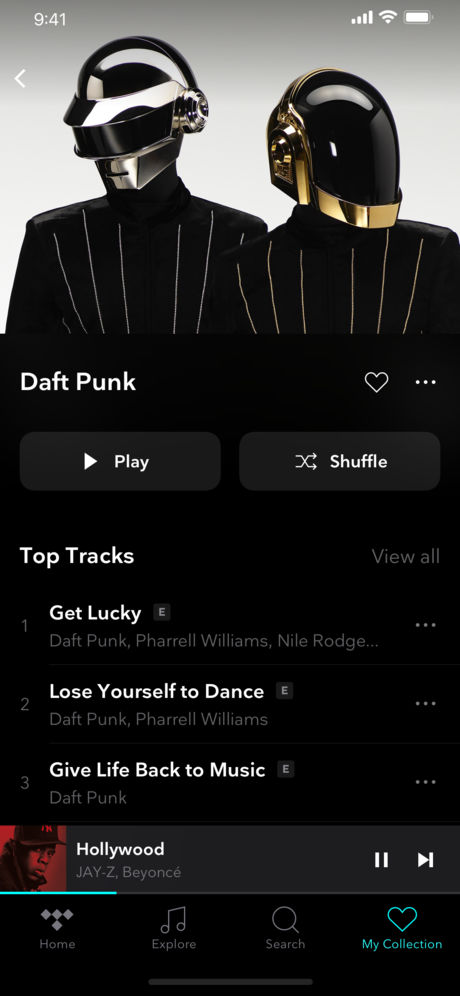 9:41
Daft Punk
Play
Shuffle
Top Tracks
View all
1
Get Lucky E
Daft Punk, Pharrell Williams, Nile Rodge...
2
Lose Yourself to Dance E
Daft Punk, Pharrell Williams
3
Give Life Back to Music E
Daft Punk
Hollywood
JAY-Z, Beyoncé
Home
Explore
Search
My Collection